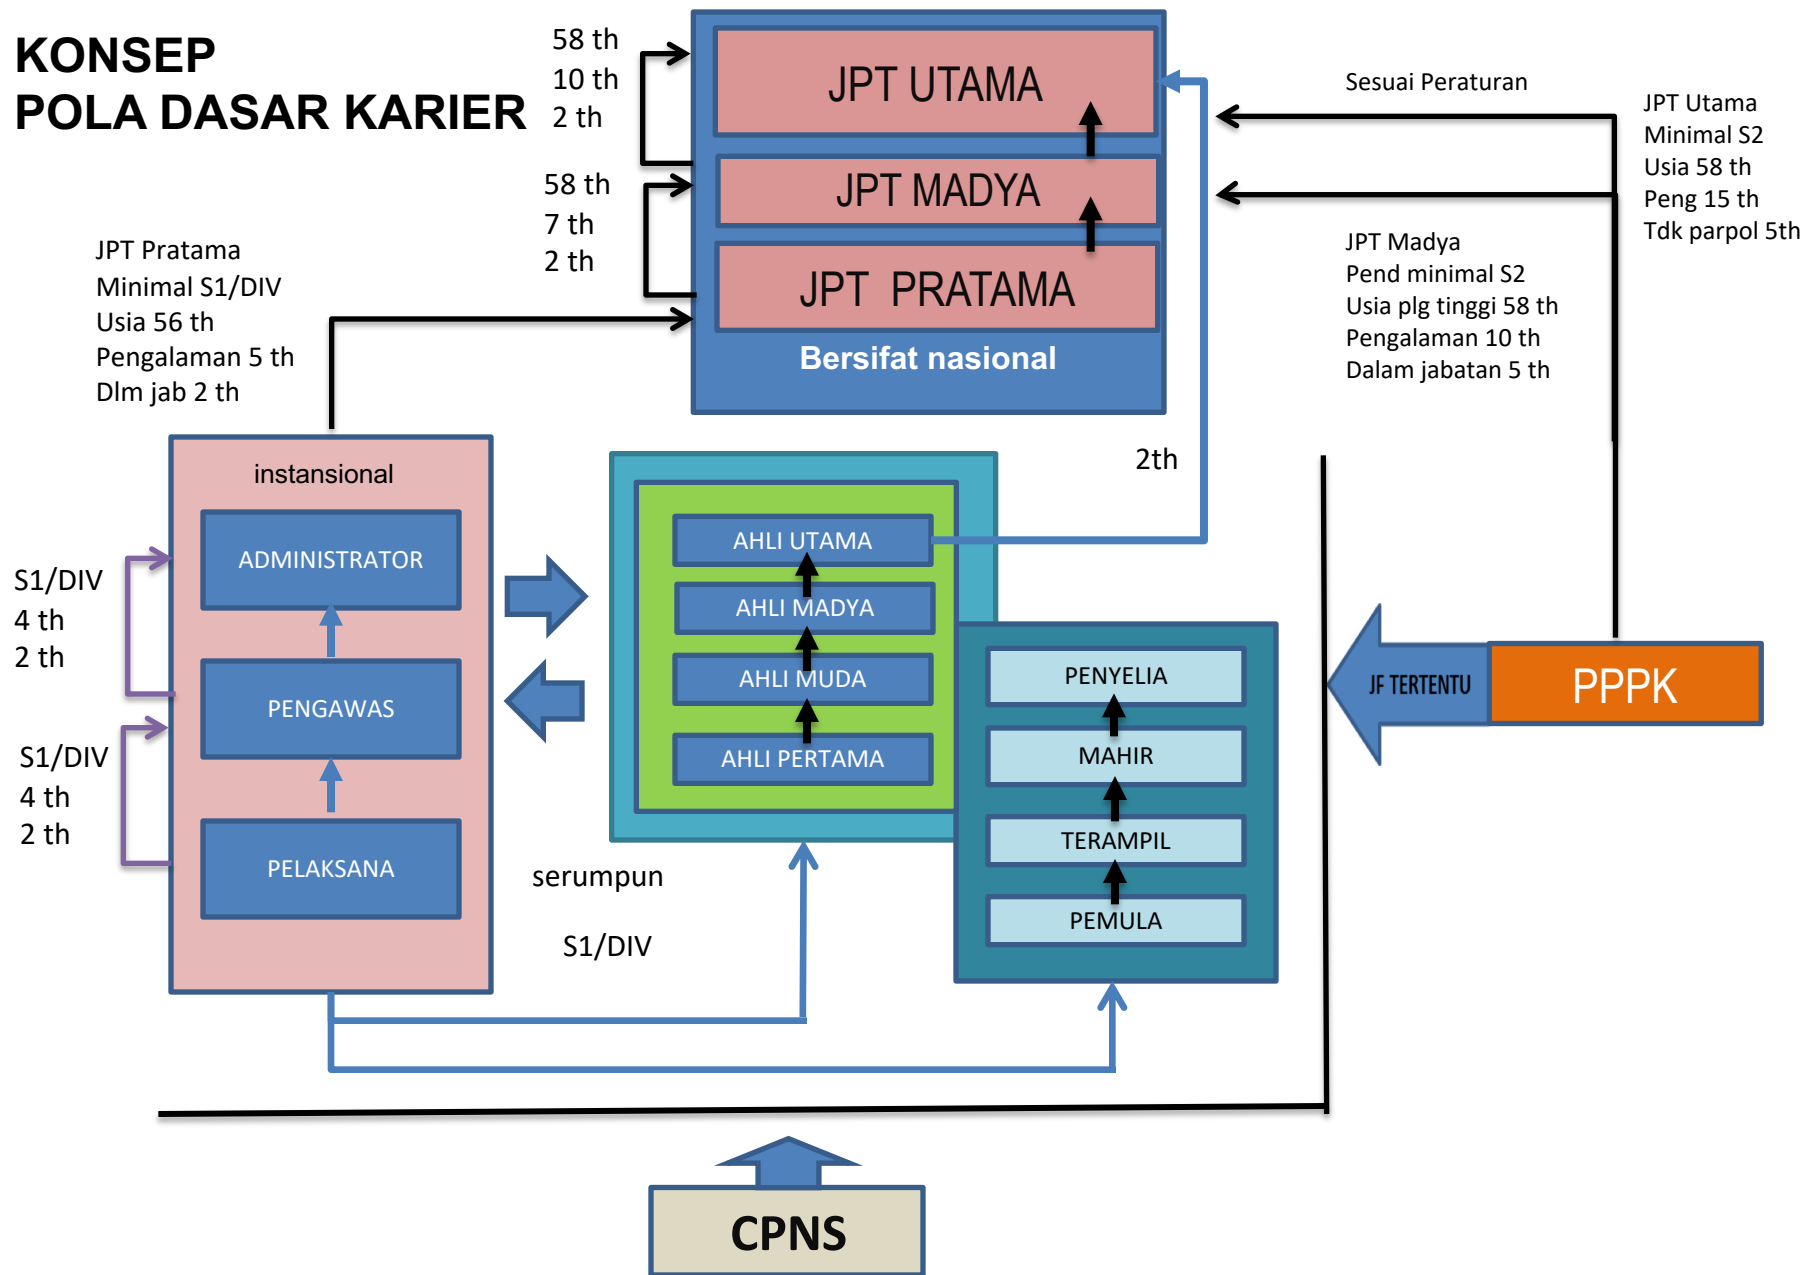 KONSEP
POLA DASAR KARIER
58 th
10 th
2 th
58 th
7 th
2 th
JPT UTAMA
JPT MADYA
JPT PRATAMA
Bersifat nasional
Sesuai Peraturan
JPT Utama
Minimal S2
Usia 58 th
Peng 15 th
Tdk parpol 5th
JPT Madya
Pend minimal S2
Usia plg tinggi 58 th
Pengalaman 10 th
Dalam jabatan 5 th
JPT Pratama
Minimal S1/DIV
Usia 56 th
Pengalaman 5 th
Dlm jab 2 th
instansional
ADMINISTRATOR
PENGAWAS
PELAKSANA
S1/DIV
4 th
2 th
S1/DIV
4 th
2 th
2th
AHLI UTAMA
AHLI MADYA
AHLI MUDA
AHLI PERTAMA
PENYELIA
MAHIR
TERAMPIL
PEMULA
JF TERTENTU
PPPK
serumpun
S1/DIV
CPNS